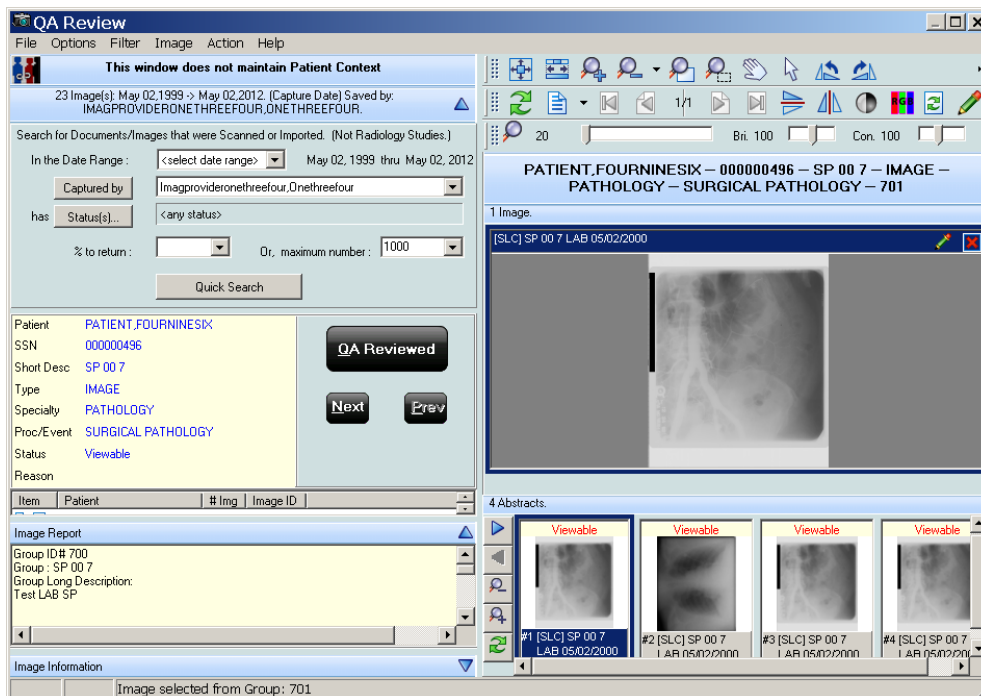 QA Review
File Options Filter Image Action Help
This window does not maintain Patient Context
23 Image(s): May 02,1999 -> May 02,2012. (Capture Date) Saved by:
IMAGPROVIDERONETHREEFOUR,ONETHREEFOUR.
Search for Documents/Images that were Scanned or Imported. (Not Radiology Studies.)
In the Date Range : <select date range> May 02, 1999 thru May 02, 2012
Captured by Imagprovideronethreefour,Onethreefour
has Status(s)... <any status>
% to return : Or, maximum number : 1000
Quick Search
Patient PATIENT,FOURNINESIX
SSN 000000496
Short Desc SP 00 7
Type IMAGE
Specialty PATHOLOGY
Proc/Event SURGICAL PATHOLOGY
Status Viewable
Reason
QA Reviewed
Next Prev
Item Patient # Img Image ID
Image Report
Group ID# 700
Group : SP 00 7
Group Long Description:
Test LAB SP
Image Information
Image selected from Group: 701
1/1
RGB
20 Bri. 100 Con. 100
PATIENT,FOURNINESIX – 000000496 – SP 00 7 – IMAGE –
PATHOLOGY – SURGICAL PATHOLOGY – 701
1 Image.
[SLC] SP 00 7 LAB 05/02/2000
4 Abstracts.
Viewable Viewable Viewable Viewable
#1 [SLC] SP 00 7 #2 [SLC] SP 00 7 #3 [SLC] SP 00 7 #4 [SLC] SP 00 7
LAB 05/02/2000 LAB 05/02/2000 LAB 05/02/2000 LAB 05/02/2000